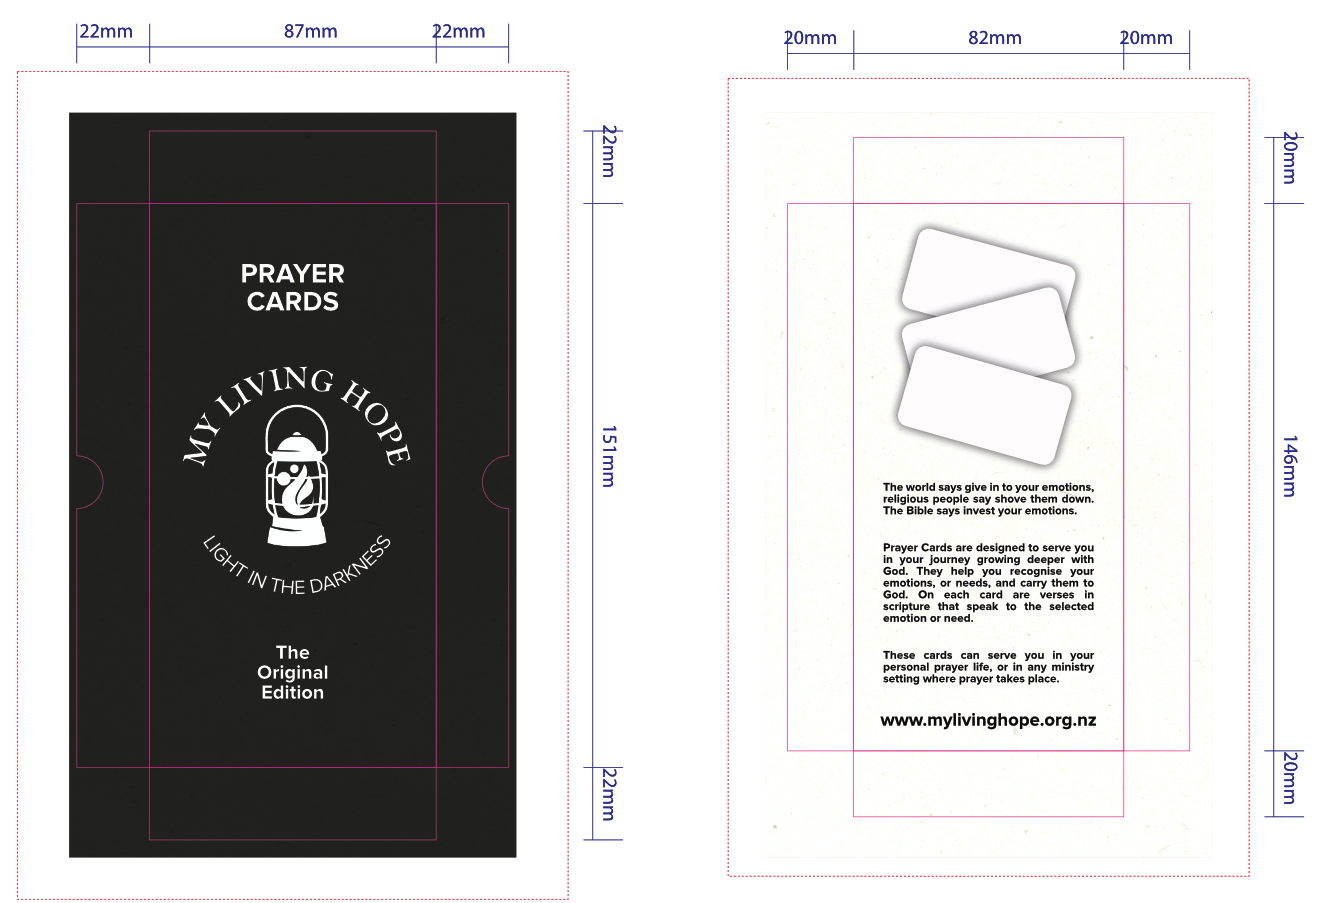 22mm
87mm
22mm
22mm
151mm
22mm
PRAYER
CARDS
MY LIVING HOPE
LIGHT IN THE DARKNESS
The
Original
Edition
20mm
82mm
20mm
20mm
146mm
20mm
The world says give in to your emotions,
religious people say shove them down.
The Bible says invest your emotions.
Prayer Cards are designed to serve you
in your journey growing deeper with
God. They help you recognise your
emotions, or needs, and carry them to
God. On each card are verses in
scripture that speak to the selected
emotion or need.
These cards can serve you in your
personal prayer life, or in any ministry
setting where prayer takes place.
www.mylivinghope.org.nz